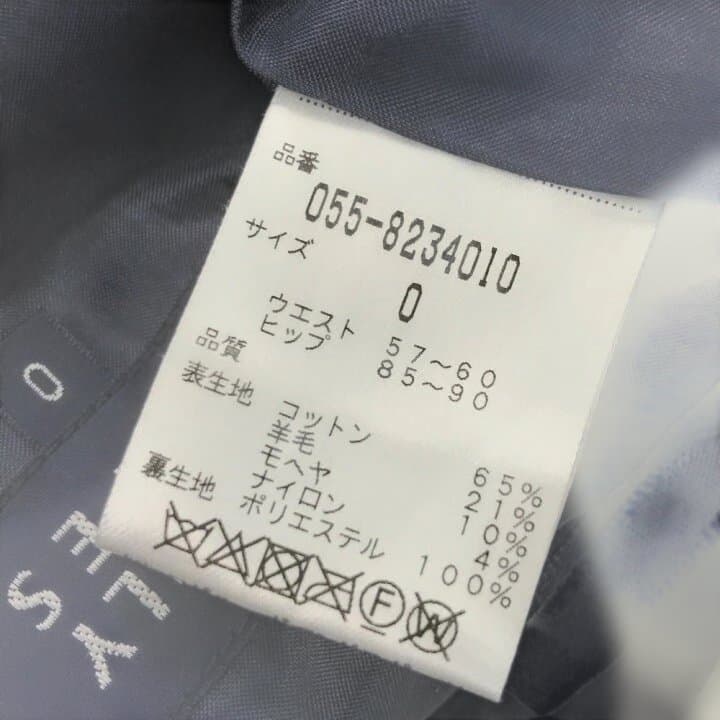 品番
055-8234010
サイズ
0
ウエスト 57〜60
ヒップ 85〜90
品質
表生地 コットン 65%
羊毛 21%
モヘヤ 10%
ナイロン 4%
裏生地 ポリエステル 100%
F W
0